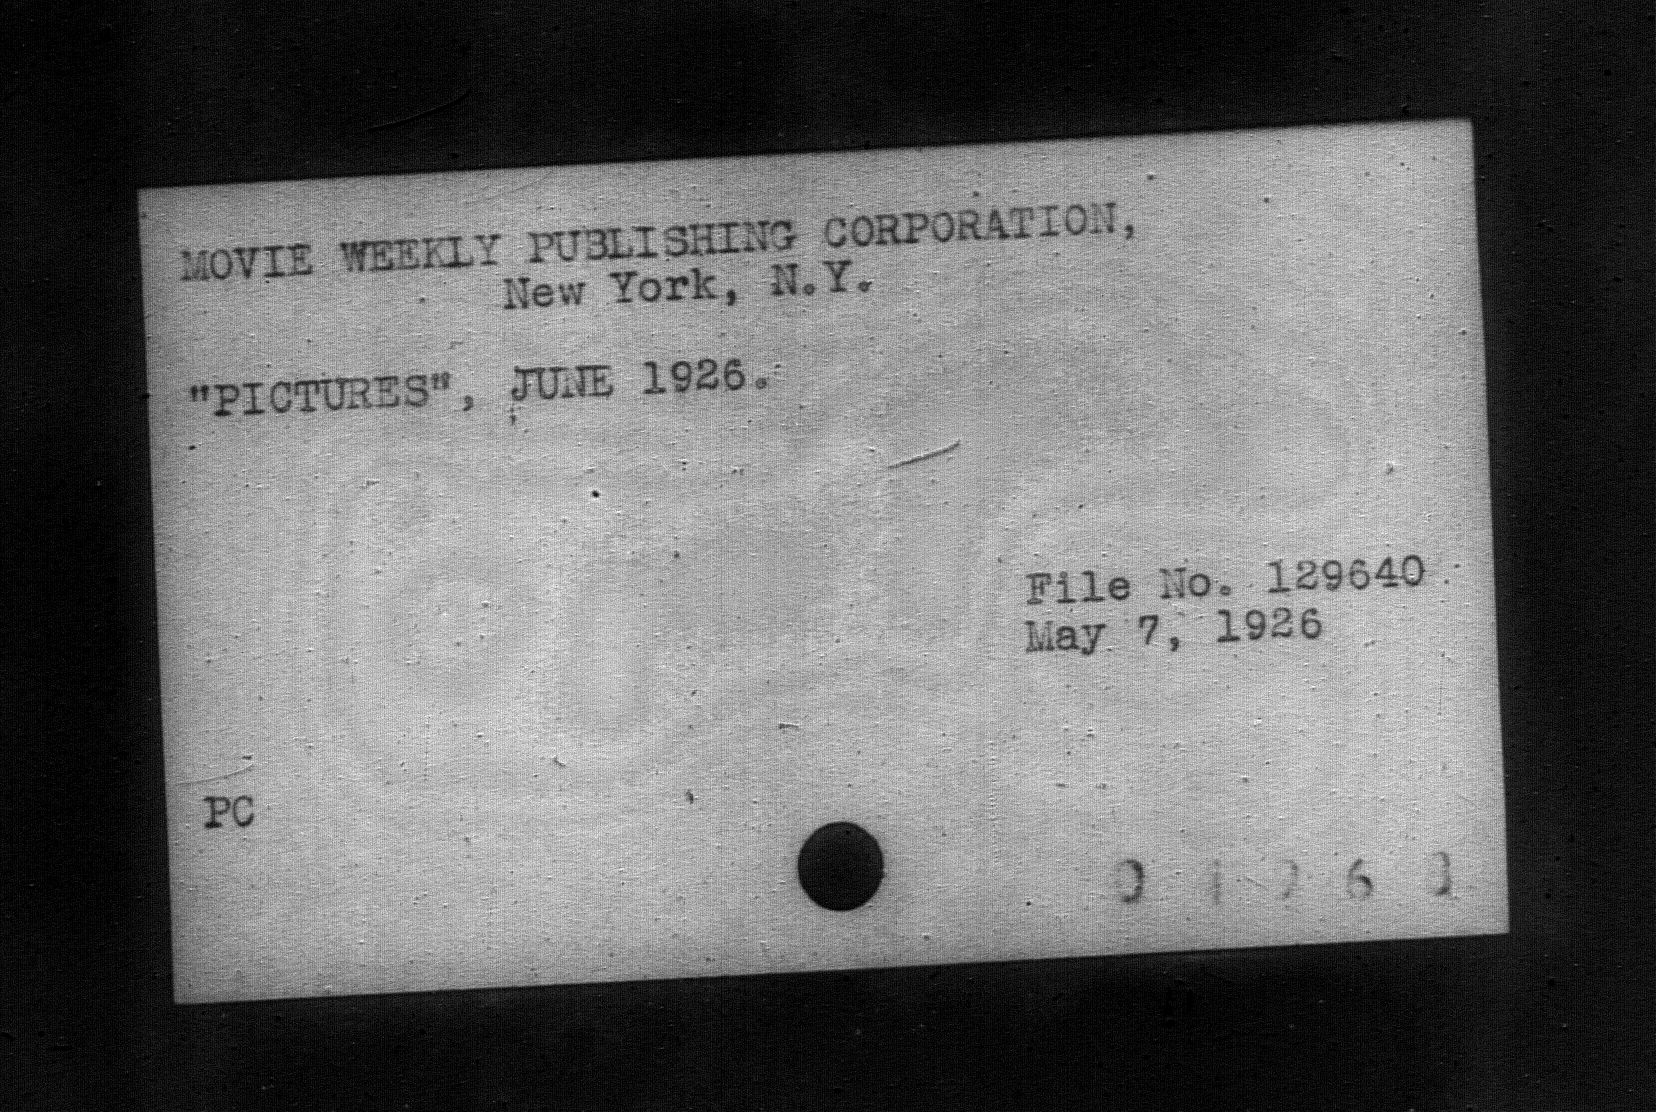 MOVIE WEEKLY PUBLISHING CORPORATION,
New York, N.Y.
"PICTURES", JUNE 1926.
File No. 129640
May 7, 1926
PC